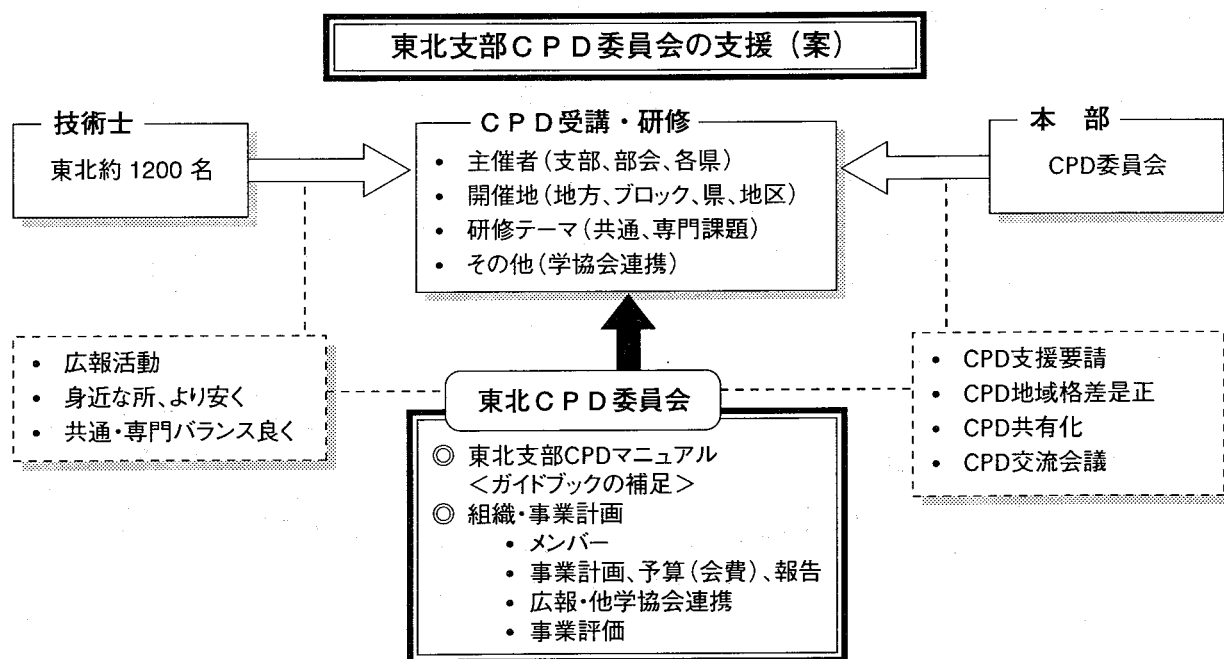 東北支部CPD委員会の支援(案)
技術士
東北約1200名
CPD受講・研修
• 主催者(支部、部会、各県)
• 開催地(地方、ブロック、県、地区)
• 研修テーマ(共通、専門課題)
• その他(学協会連携)
本 部
CPD委員会
• 広報活動
• 身近な所、より安く
• 共通・専門バランス良く
• CPD支援要請
• CPD地域格差是正
• CPD共有化
• CPD交流会議
東北CPD委員会
◎ 東北支部CPDマニュアル
<ガイドブックの補足>
◎ 組織・事業計画
• メンバー
• 事業計画、予算(会費)、報告
• 広報・他学協会連携
• 事業評価